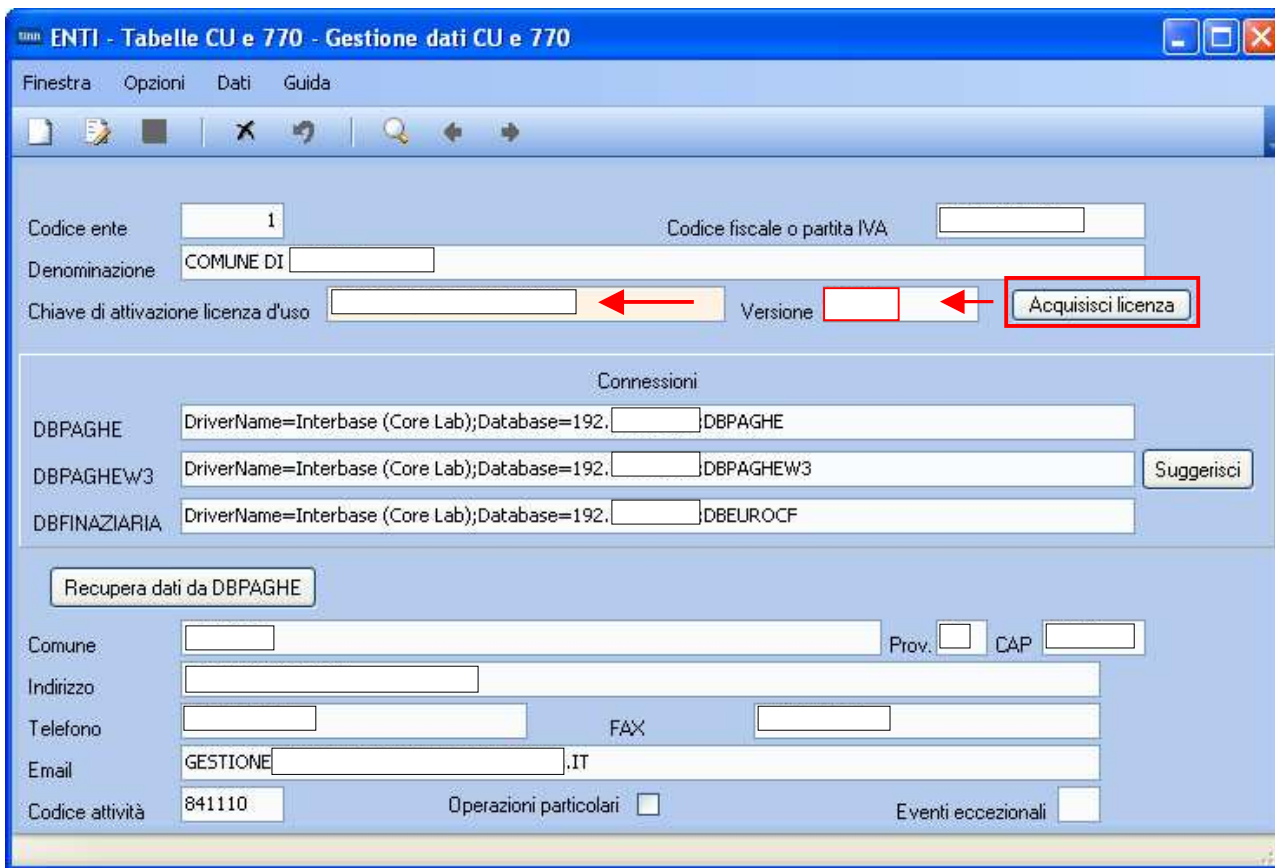 ENTI - Tabelle CU e 770 - Gestione dati CU e 770
Finestra Opzioni Dati Guida
Codice ente 1 Codice fiscale o partita IVA
Denominazione COMUNE DI
Chiave di attivazione licenza d'uso Versione Acquisisci licenza
Connessioni
DBPAGHE DriverName=Interbase (Core Lab);Database=192. :DBPAGHE
DBPAGHEW3 DriverName=Interbase (Core Lab);Database=192. :DBPAGHEW3 Suggerisci
DBFINAZIARIA DriverName=Interbase (Core Lab);Database=192. :DBEUROCF
Recupera dati da DBPAGHE
Comune Prov. CAP
Indirizzo
Telefono FAX
Email GESTIONE .IT
Codice attività 841110 Operazioni particolari Eventi eccezionali